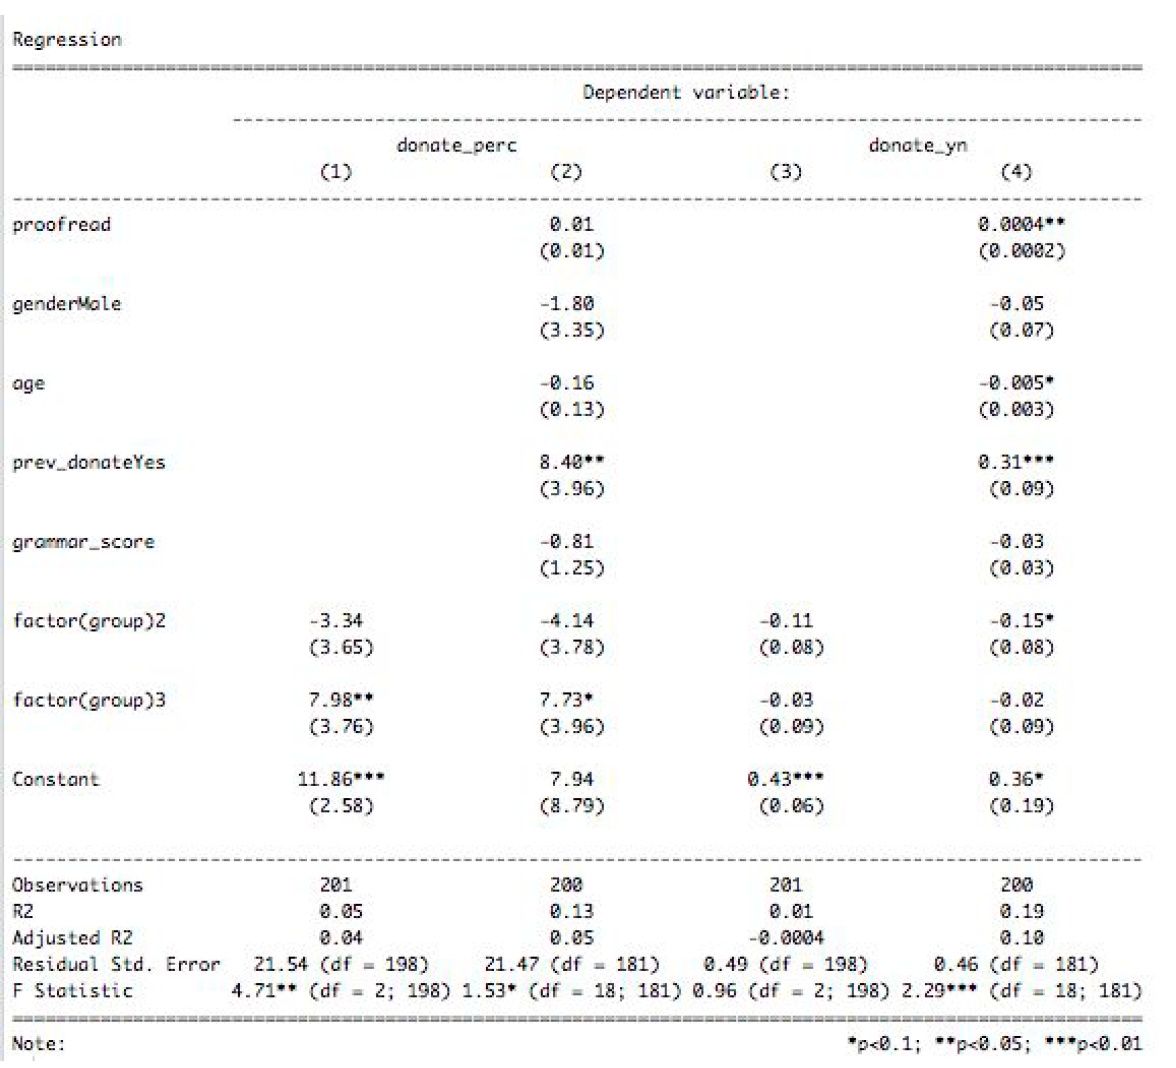 Regression
==========================================================================================
Dependent variable:
------------------------------------------------------------------------
donate_perc donate_yn
(1) (2) (3) (4)
------------------------------------------------------------------------------------------
proofread 0.01 0.0004**
(0.01) (0.0002)
genderMale -1.80 -0.05
(3.35) (0.07)
age -0.16 -0.005*
(0.13) (0.003)
prev_donateYes 8.40** 0.31***
(3.96) (0.09)
grammar_score -0.81 -0.03
(1.25) (0.03)
factor(group)2 -3.34 -4.14 -0.11 -0.15*
(3.65) (3.78) (0.08) (0.08)
factor(group)3 7.98** 7.73* -0.03 -0.02
(3.76) (3.96) (0.09) (0.09)
Constant 11.86*** 7.94 0.43*** 0.36*
(2.58) (8.79) (0.06) (0.19)
------------------------------------------------------------------------------------------
Observations 201 200 201 200
R2 0.05 0.13 0.01 0.19
Adjusted R2 0.04 0.05 -0.0004 0.10
Residual Std. Error 21.54 (df = 198) 21.47 (df = 181) 0.49 (df = 198) 0.46 (df = 181)
F Statistic 4.71** (df = 2; 198) 1.53* (df = 18; 181) 0.96 (df = 2; 198) 2.29*** (df = 18; 181)
==========================================================================================
Note: *p<0.1; **p<0.05; ***p<0.01